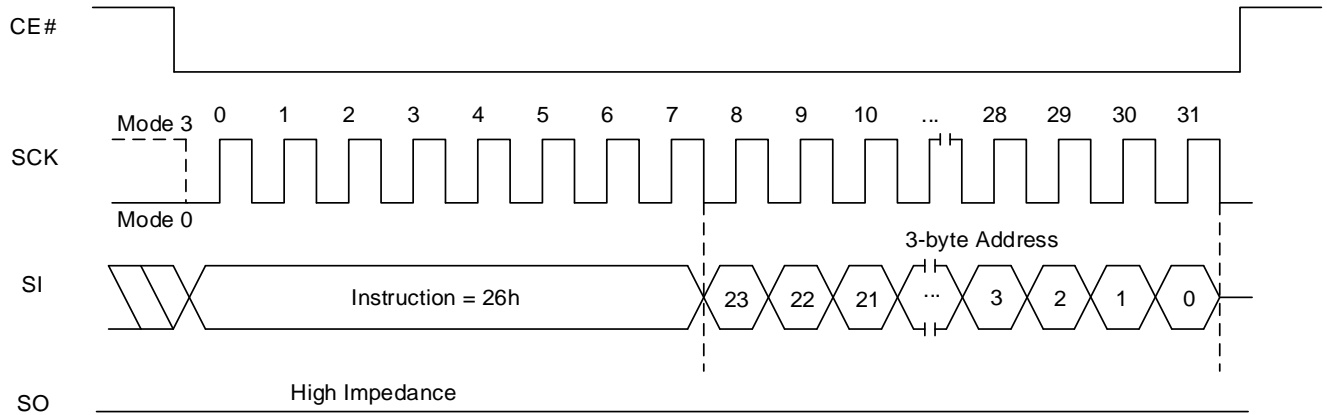 CE#
0 1 2 3 4 5 6 7 8 9 10 ... 28 29 30 31
Mode 3
SCK
Mode 0
3-byte Address
SI
Instruction = 26h 23 22 21 ... 3 2 1 0
High Impedance
SO